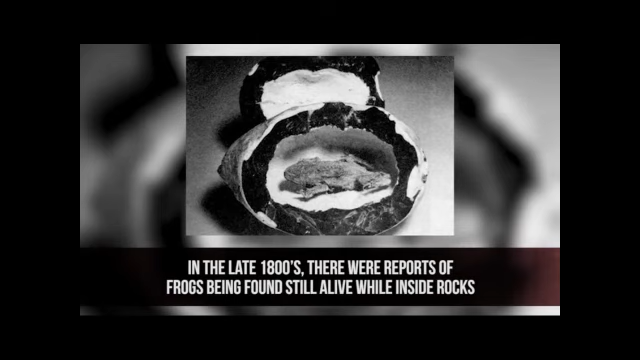 IN THE LATE 1800'S, THERE WERE REPORTS OF
FROGS BEING FOUND STILL ALIVE WHILE INSIDE ROCKS